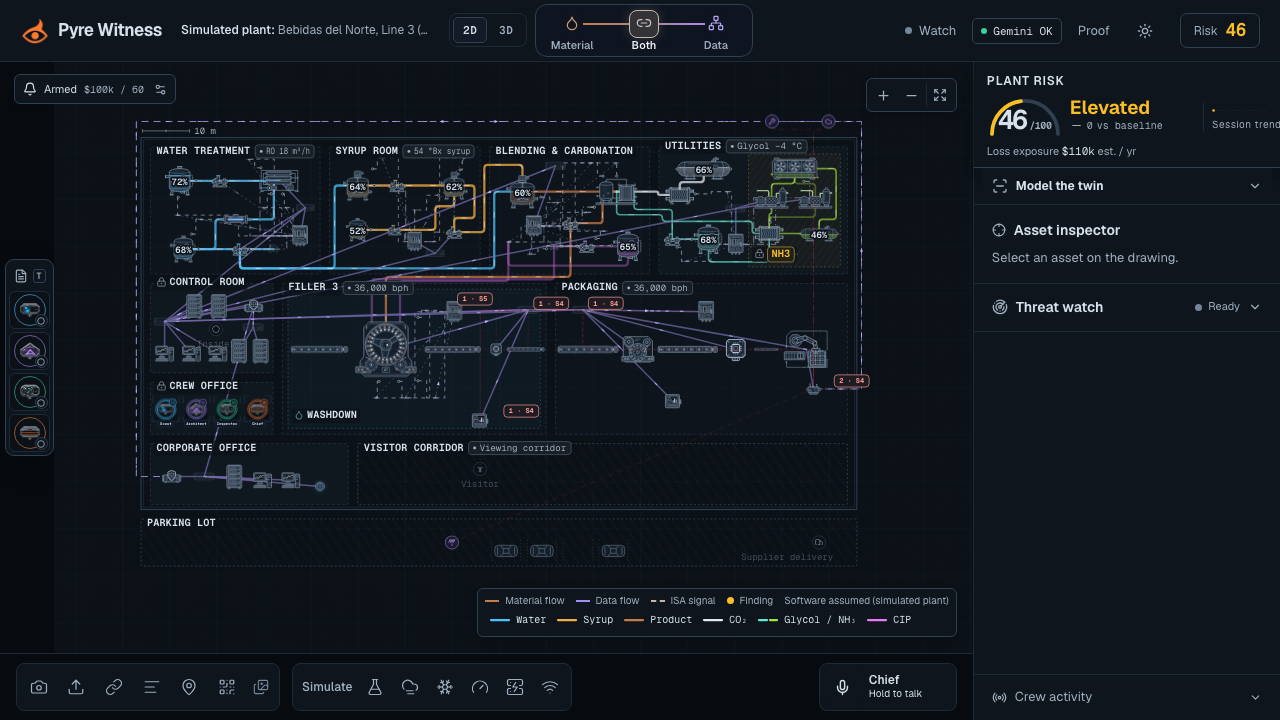 Pyre Witness
Simulated plant: Bebidas del Norte, Line 3 (…
2D 3D
Material Both Data
Watch
Gemini OK
Proof
Risk 46
Armed $100k / 60
T
10 m
WATER TREATMENT RO 18 m³/h
SYRUP ROOM 54 °Bx syrup
BLENDING & CARBONATION
UTILITIES Glycol −4 °C
72%
64%
62%
60%
66%
52%
68%
65%
68%
46%
NH3
CONTROL ROOM
FILLER 3 36,000 bph
PACKAGING 36,000 bph
1 · S5
1 · S4
1 · S4
CREW OFFICE
2 · S4
1 · S4
WASHDOWN
Scout Architect Inspector Chief
CORPORATE OFFICE
VISITOR CORRIDOR Viewing corridor
Visitor
PARKING LOT
Supplier delivery
Material flow Data flow ISA signal Finding Software assumed (simulated plant)
Water Syrup Product CO₂ Glycol / NH₃ CIP
Simulate
Chief
Hold to talk
PLANT RISK
46 /100
Elevated
— 0 vs baseline
Session trend
Loss exposure $110k est. / yr
Model the twin
Asset inspector
Select an asset on the drawing.
Threat watch Ready
Crew activity